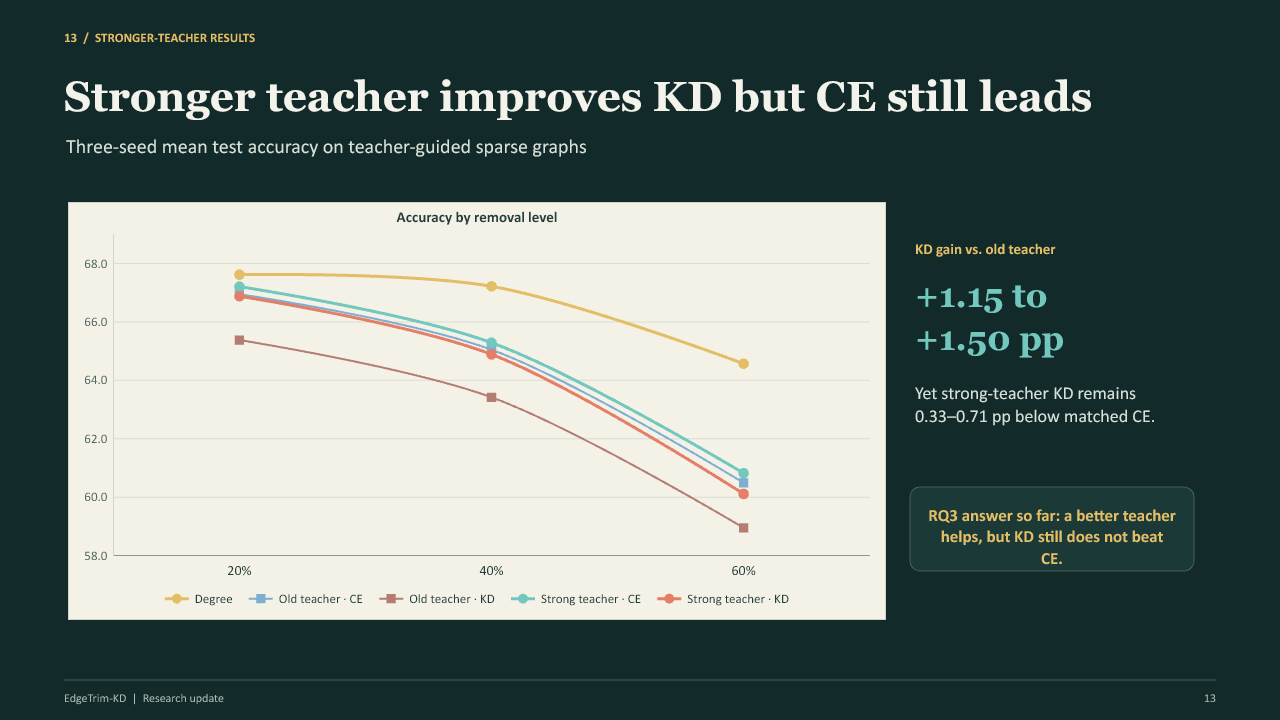 13 / STRONGER-TEACHER RESULTS
Stronger teacher improves KD but CE still leads
Three-seed mean test accuracy on teacher-guided sparse graphs
Accuracy by removal level
68.0
66.0
64.0
62.0
60.0
58.0
20% 40% 60%
Degree Old teacher · CE Old teacher · KD Strong teacher · CE Strong teacher · KD
KD gain vs. old teacher
+1.15 to
+1.50 pp
Yet strong-teacher KD remains
0.33–0.71 pp below matched CE.
RQ3 answer so far: a better teacher
helps, but KD still does not beat
CE.
EdgeTrim-KD | Research update
13